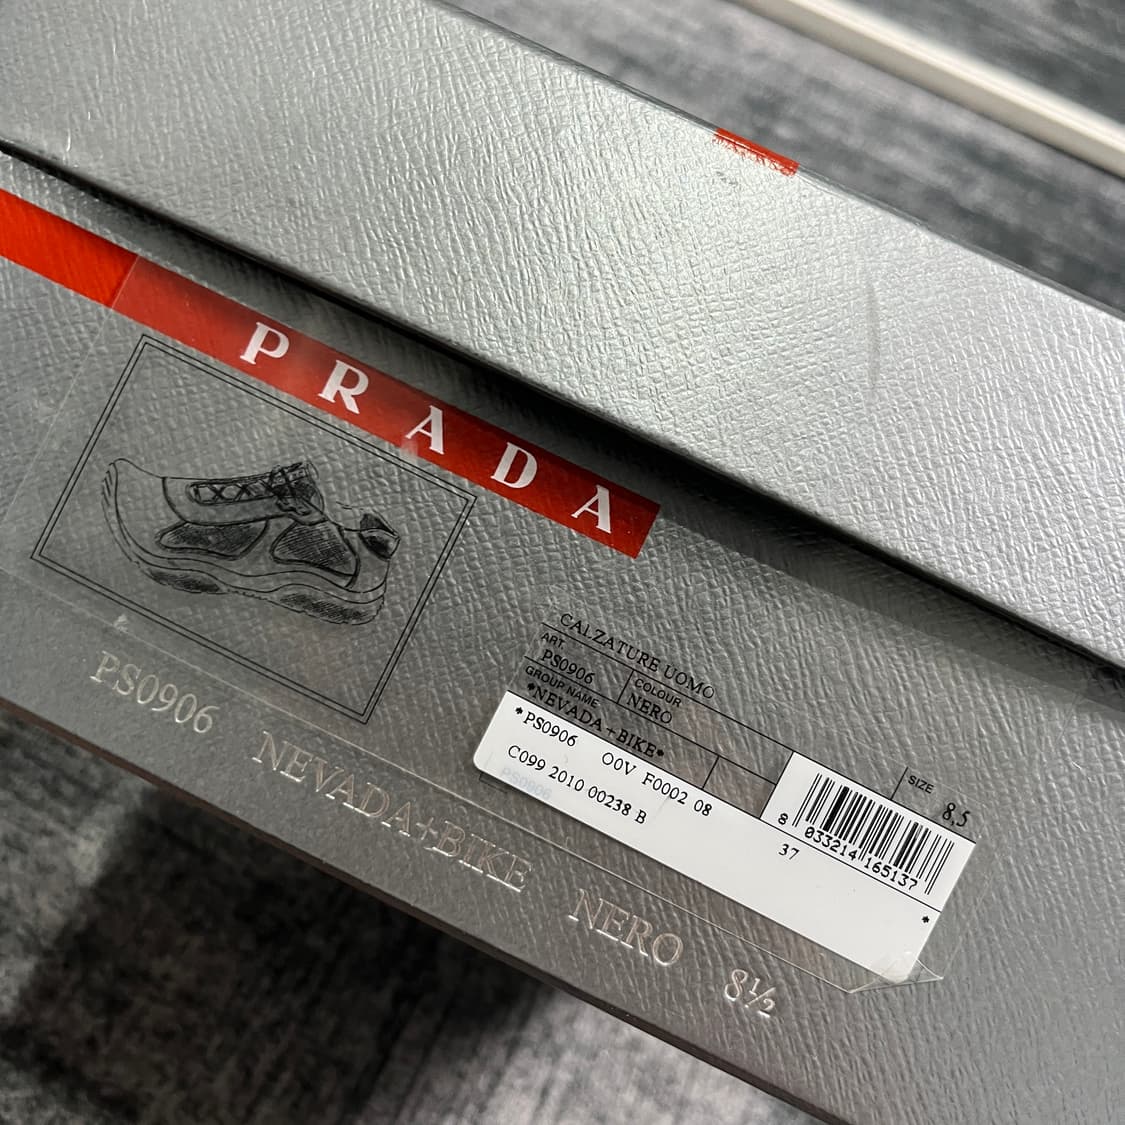 PRADA
CALZATURE UOMO
ART.
PS0906
COLOUR
NERO
GROUP NAME
*NEVADA+BIKE*
SIZE
8,5
*PS0906 O0V F0002 08
C099 2010 00238 B
PS0906
8 033214 165137
37
*
PS0906 NEVADA+BIKE NERO 8½